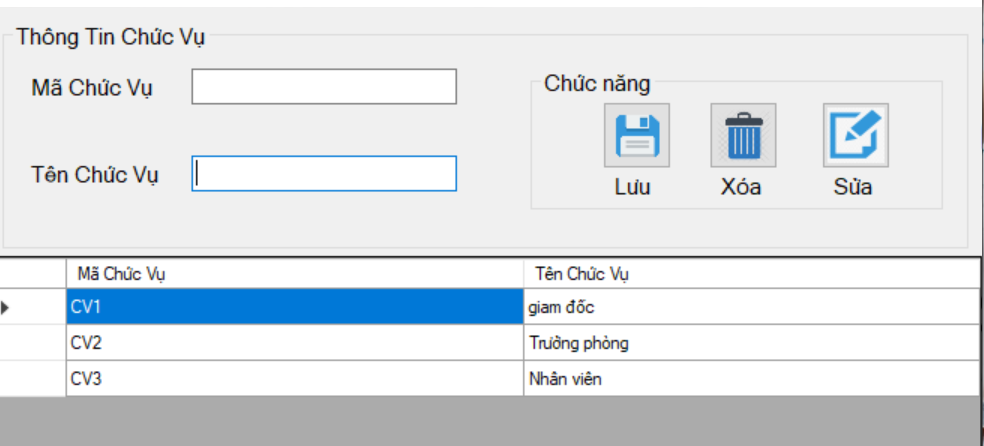 Thông Tin Chức Vụ
Mã Chức Vụ
Chức năng
Tên Chức Vụ
Lưu Xóa Sửa
Mã Chức Vụ Tên Chức Vụ
CV1 giam đốc
CV2 Trưởng phòng
CV3 Nhân viên